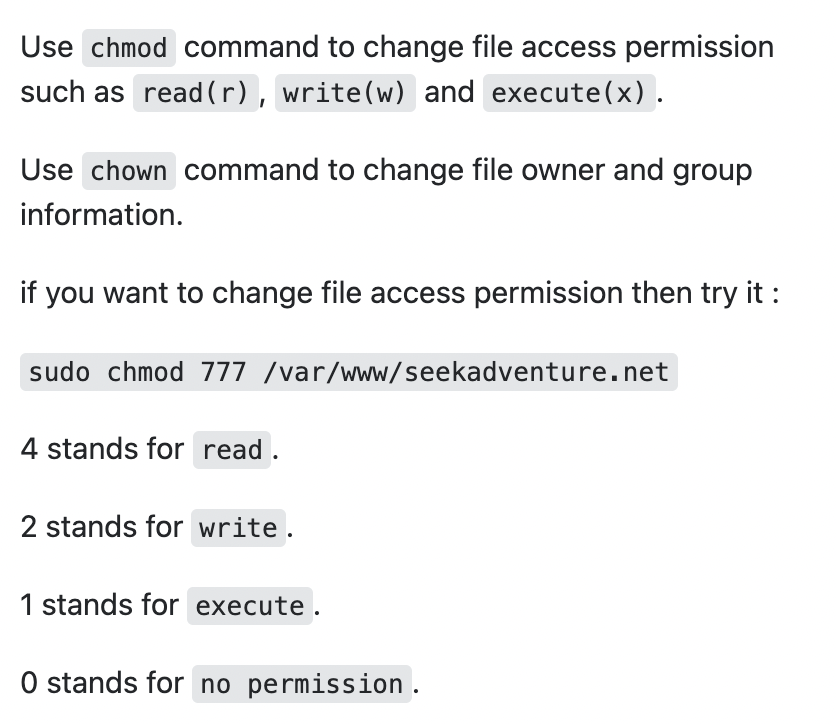 Use chmod command to change file access permission
such as read(r), write(w) and execute(x).
Use chown command to change file owner and group
information.
if you want to change file access permission then try it :
sudo chmod 777 /var/www/seekadventure.net
4 stands for read.
2 stands for write.
1 stands for execute.
0 stands for no permission.